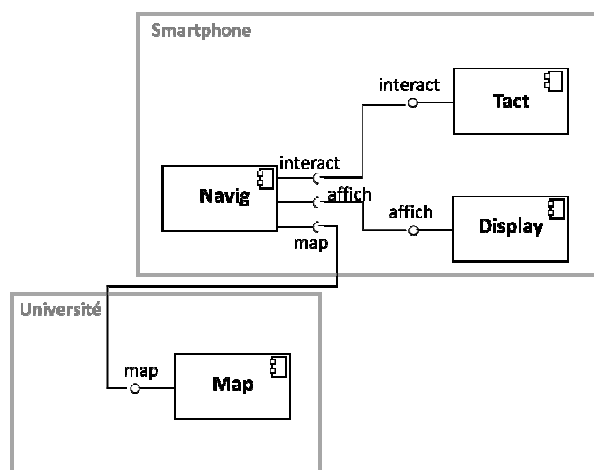 Smartphone
interact
Tact
interact
Navig
affich
affich
Display
map
Université
map
Map